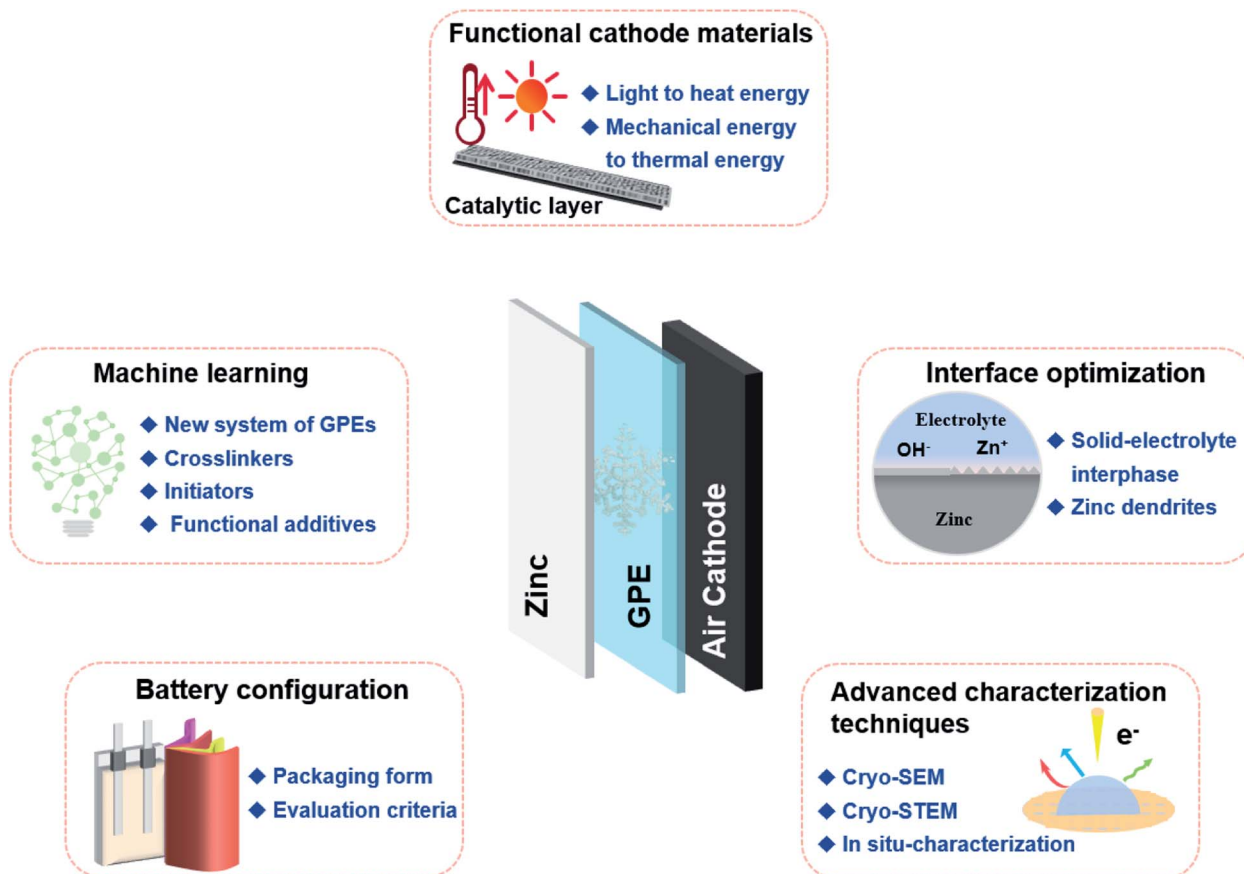 Functional cathode materials
◆ Light to heat energy
◆ Mechanical energy
to thermal energy
Catalytic layer
Machine learning
◆ New system of GPEs
◆ Crosslinkers
◆ Initiators
◆ Functional additives
Zinc
GPE
Air Cathode
Interface optimization
Electrolyte
OH⁻
Zn⁺
Zinc
◆ Solid-electrolyte
interphase
◆ Zinc dendrites
Battery configuration
◆ Packaging form
◆ Evaluation criteria
Advanced characterization
techniques
e⁻
◆ Cryo-SEM
◆ Cryo-STEM
◆ In situ-characterization